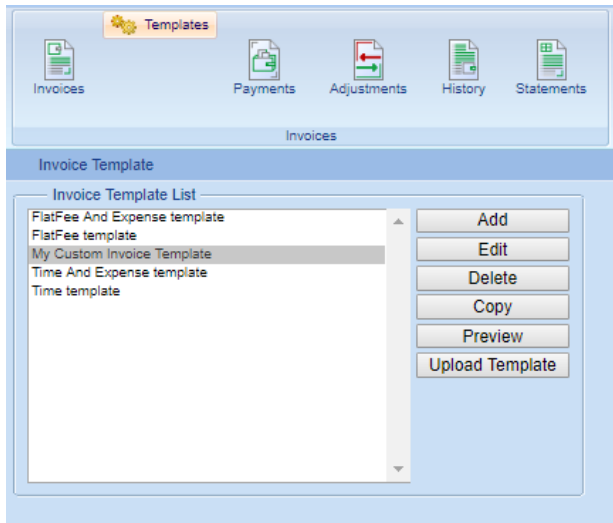 Templates
Invoices
Payments
Adjustments
History
Statements
Invoices
Invoice Template
Invoice Template List
FlatFee And Expense template
FlatFee template
My Custom Invoice Template
Time And Expense template
Time template
Add
Edit
Delete
Copy
Preview
Upload Template